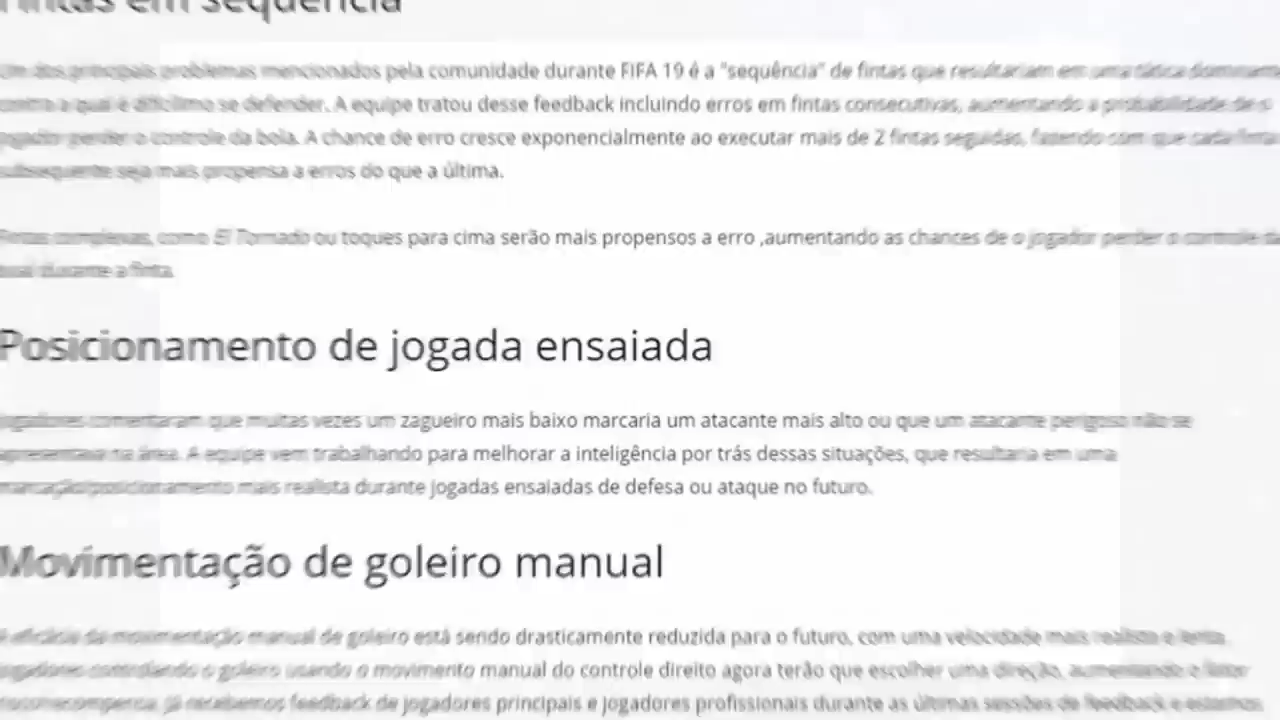 Fintas em sequência
Um dos principais problemas mencionados pela comunidade durante FIFA 19 é a "sequência" de fintas que resultariam em uma tática dominante
contra a qual é dificílimo se defender. A equipe tratou desse feedback incluindo erros em fintas consecutivas, aumentando a probabilidade de o
jogador perder o controle da bola. A chance de erro cresce exponencialmente ao executar mais de 2 fintas seguidas, fazendo com que cada finta
subsequente seja mais propensa a erros do que a última.
Fintas complexas, como El Tornado ou toques para cima serão mais propensos a erro ,aumentando as chances de o jogador perder o controle da
durante a finta.
Posicionamento de jogada ensaiada
Jogadores comentaram que muitas vezes um zagueiro mais baixo marcaria um atacante mais alto ou que um atacante perigoso não se
apresentava na área. A equipe vem trabalhando para melhorar a inteligência por trás dessas situações, que resultaria em uma
marcação/posicionamento mais realista durante jogadas ensaiadas de defesa ou ataque no futuro.
Movimentação de goleiro manual
A eficácia da movimentação manual de goleiro está sendo drasticamente reduzida para o futuro, com uma velocidade mais realista e lenta.
Jogadores controlando o goleiro usando o movimento manual do controle direito agora terão que escolher uma direção, aumentando o fator
risco/recompensa. Já recebemos feedback de jogadores principais e jogadores profissionais durante as últimas sessões de feedback e estamos